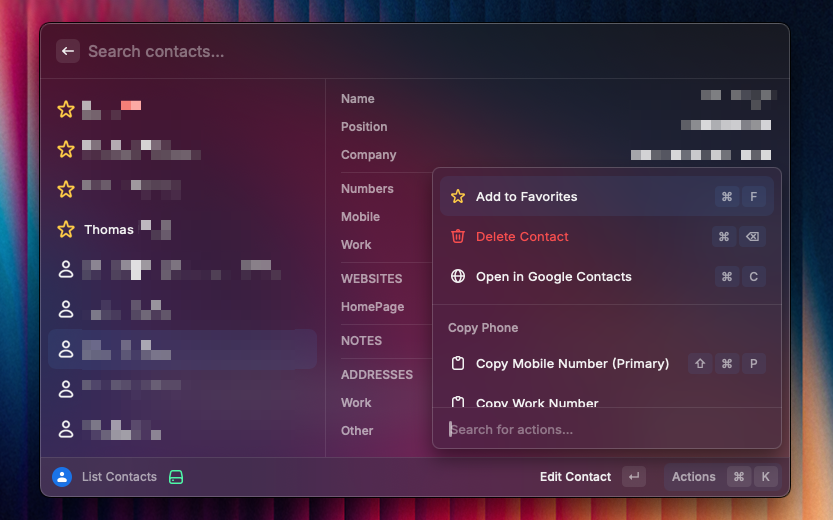 Search contacts...
Thomas
Name
Position
Company
Numbers
Mobile
Work
WEBSITES
HomePage
NOTES
ADDRESSES
Work
Other
Add to Favorites ⌘ F
Delete Contact ⌘ ⌫
Open in Google Contacts ⌘ C
Copy Phone
Copy Mobile Number (Primary) ⇧ ⌘ P
Copy Work Number
Search for actions...
List Contacts
Edit Contact ↵
Actions ⌘ K